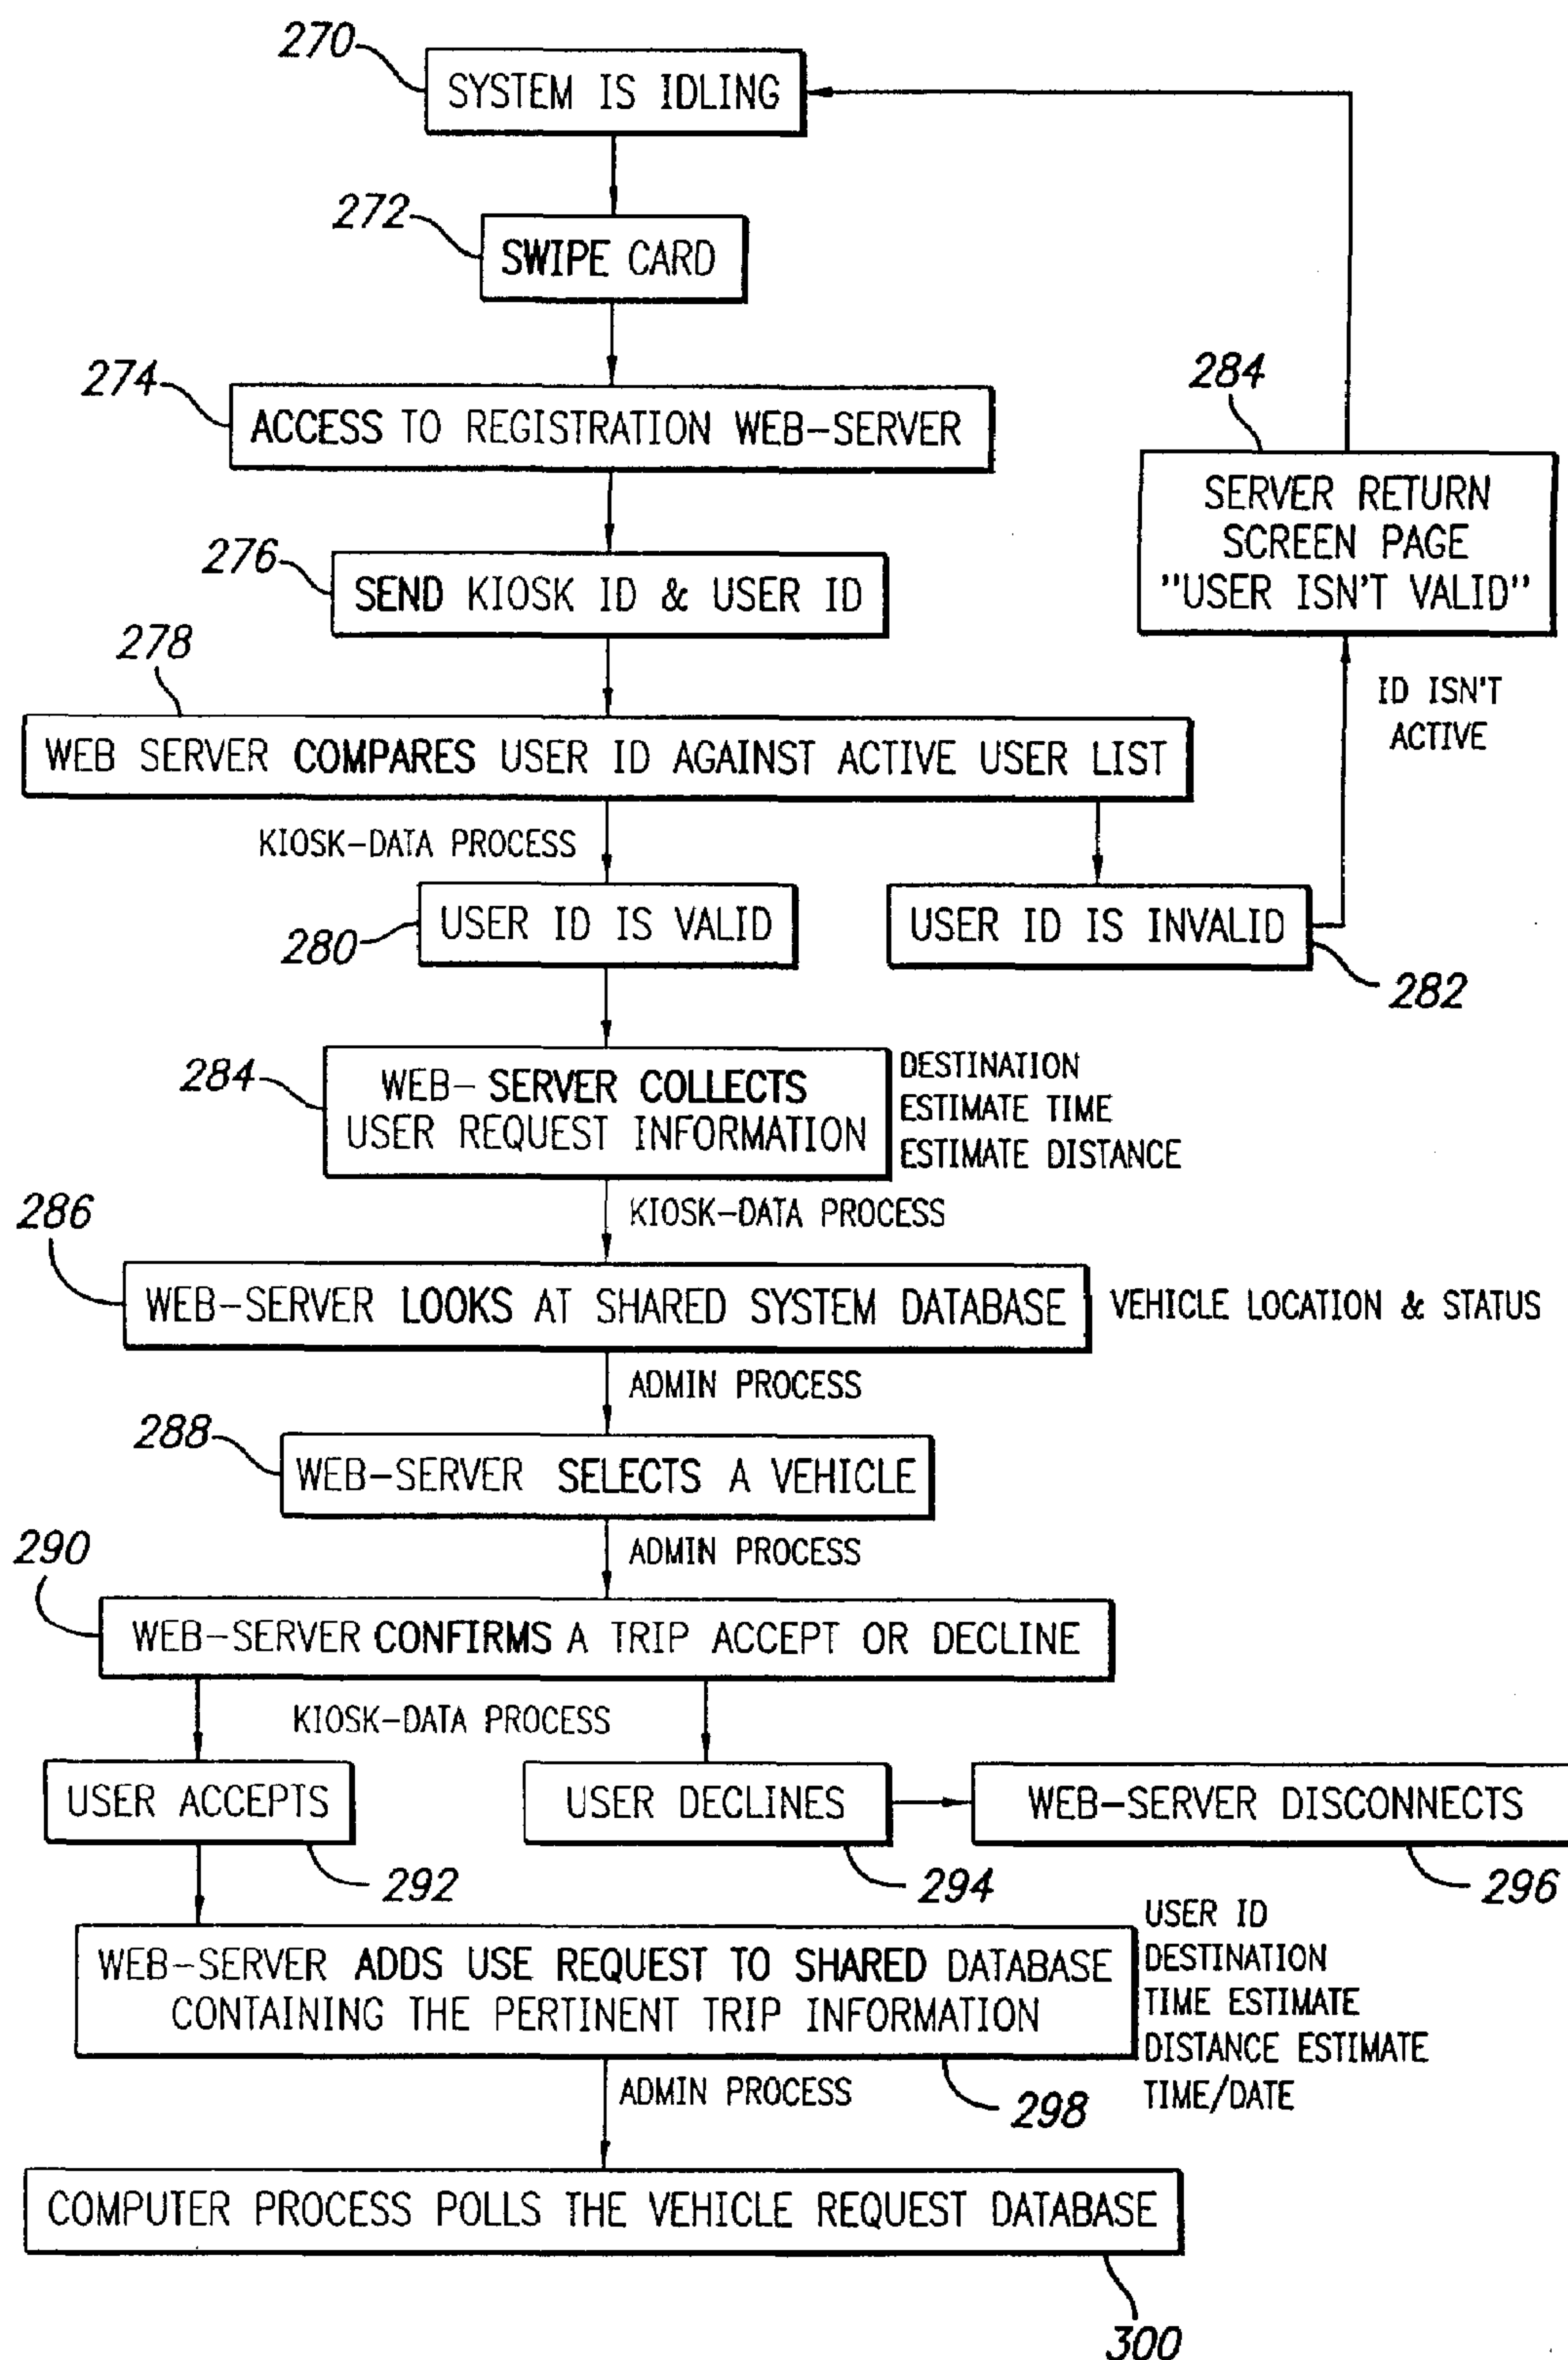 270
SYSTEM IS IDLING
272
SWIPE CARD
274
ACCESS TO REGISTRATION WEB-SERVER
284
SERVER RETURN
SCREEN PAGE
"USER ISN'T VALID"
276
SEND KIOSK ID & USER ID
278
ID ISN'T
ACTIVE
WEB SERVER COMPARES USER ID AGAINST ACTIVE USER LIST
KIOSK-DATA PROCESS
280
USER ID IS VALID
USER ID IS INVALID
282
284
WEB-SERVER COLLECTS
USER REQUEST INFORMATION
DESTINATION
ESTIMATE TIME
ESTIMATE DISTANCE
KIOSK-DATA PROCESS
286
WEB-SERVER LOOKS AT SHARED SYSTEM DATABASE
VEHICLE LOCATION & STATUS
ADMIN PROCESS
288
WEB-SERVER SELECTS A VEHICLE
ADMIN PROCESS
290
WEB-SERVER CONFIRMS A TRIP ACCEPT OR DECLINE
KIOSK-DATA PROCESS
USER ACCEPTS
USER DECLINES
WEB-SERVER DISCONNECTS
292
294
296
WEB-SERVER ADDS USE REQUEST TO SHARED DATABASE
CONTAINING THE PERTINENT TRIP INFORMATION
USER ID
DESTINATION
TIME ESTIMATE
DISTANCE ESTIMATE
TIME/DATE
ADMIN PROCESS
298
COMPUTER PROCESS POLLS THE VEHICLE REQUEST DATABASE
300